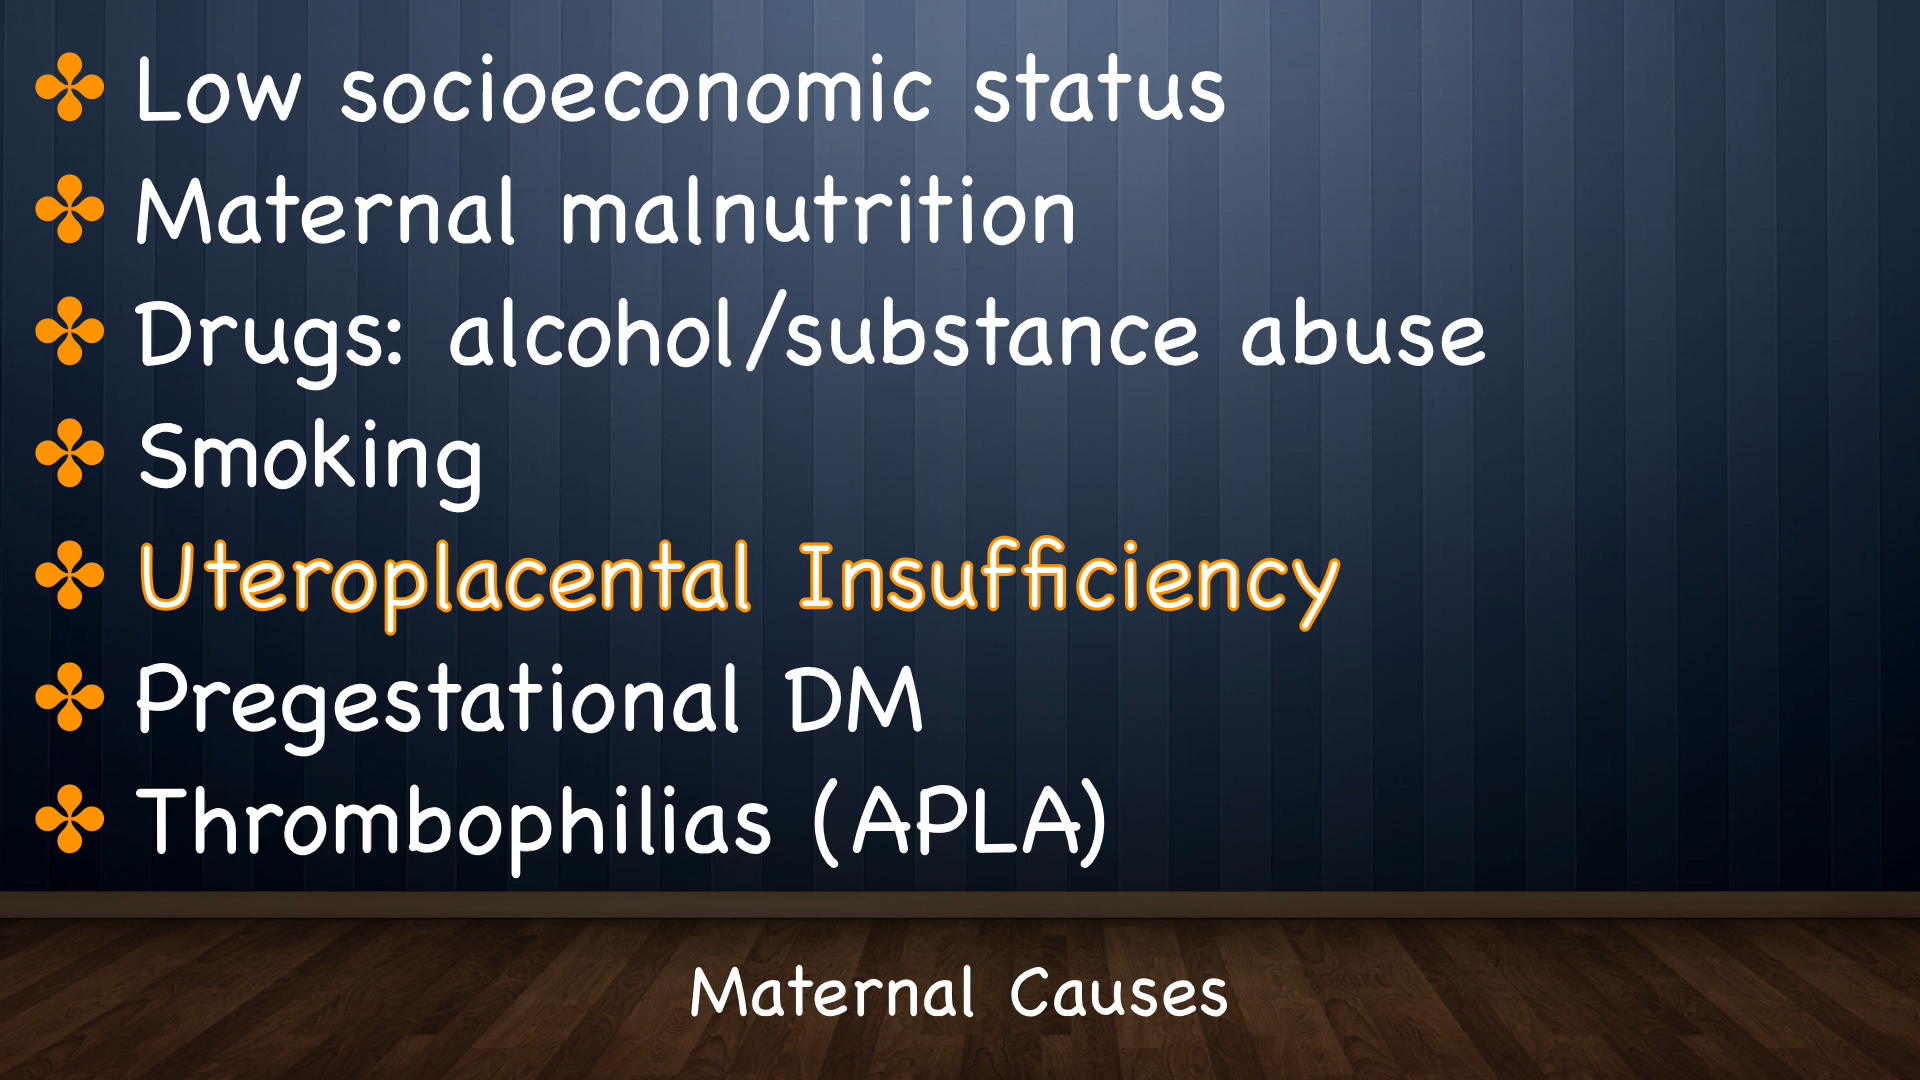 Low socioeconomic status
Maternal malnutrition
Drugs: alcohol/substance abuse
Smoking
Uteroplacental Insufficiency
Pregestational DM
Thrombophilias (APLA)
Maternal Causes